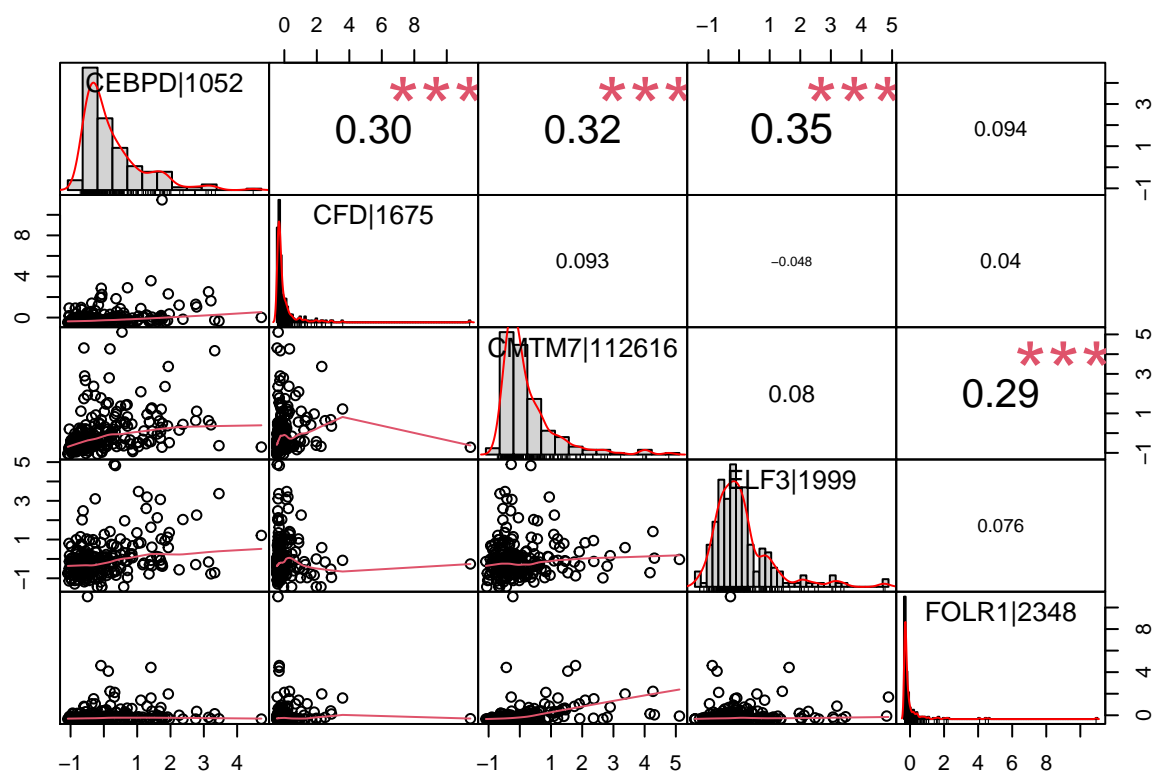 0 2 4 6 8
−1 1 3 5
CEBPD|1052
***
0.30
***
0.32
***
0.35
0.094
−1 1 3
0 4 8
CFD|1675
0.093
−0.048
0.04
CMTM7|112616
0.08
***
0.29
−1 1 3 5
−1 1 3 5
ELF3|1999
0.076
FOLR1|2348
0 4 8
−1 0 1 2 3 4
−1 1 2 3 4 5
0 2 4 6 8